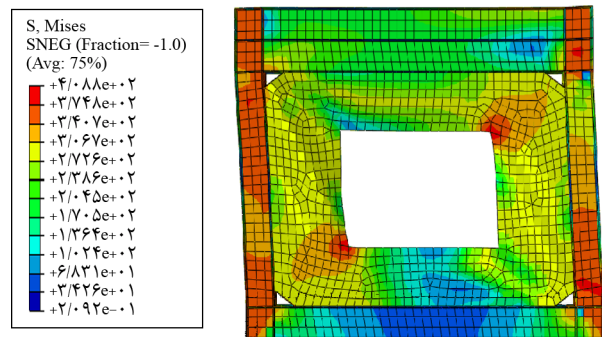 S, Mises
SNEG (Fraction= -1.0)
(Avg: 75%)
+۴/۰۸۸e+۰۲
+۳/۷۴۸e+۰۲
+۳/۴۰۷e+۰۲
+۳/۰۶۷e+۰۲
+۲/۷۲۶e+۰۲
+۲/۳۸۶e+۰۲
+۲/۰۴۵e+۰۲
+۱/۷۰۵e+۰۲
+۱/۳۶۴e+۰۲
+۱/۰۲۴e+۰۲
+۶/۸۳۱e+۰۱
+۳/۴۲۶e+۰۱
+۲/۰۹۲e-۰۱